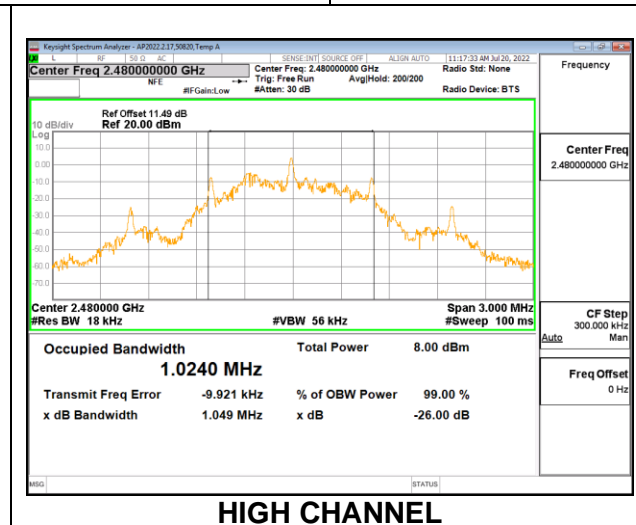 Keysight Spectrum Analyzer - AP2022.2.17,50820,Temp A
L RF 50 Ω AC SENSE:INT SOURCE OFF ALIGN AUTO 11:17:33 AM Jul 20, 2022
Center Freq 2.480000000 GHz
NFE
#IFGain:Low
Center Freq: 2.480000000 GHz
Trig: Free Run Avg|Hold: 200/200
#Atten: 30 dB
Radio Std: None
Radio Device: BTS
Frequency
Ref Offset 11.49 dB
10 dB/div Ref 20.00 dBm
Log
10.0
0.00
-10.0
-20.0
-30.0
-40.0
-50.0
-60.0
-70.0
Center Freq
2.480000000 GHz
Center 2.480000 GHz Span 3.000 MHz
#Res BW 18 kHz #VBW 56 kHz #Sweep 100 ms
CF Step
300.000 kHz
Auto Man
Occupied Bandwidth Total Power 8.00 dBm
1.0240 MHz
Transmit Freq Error -9.921 kHz % of OBW Power 99.00 %
x dB Bandwidth 1.049 MHz x dB -26.00 dB
Freq Offset
0 Hz
MSG STATUS
HIGH CHANNEL